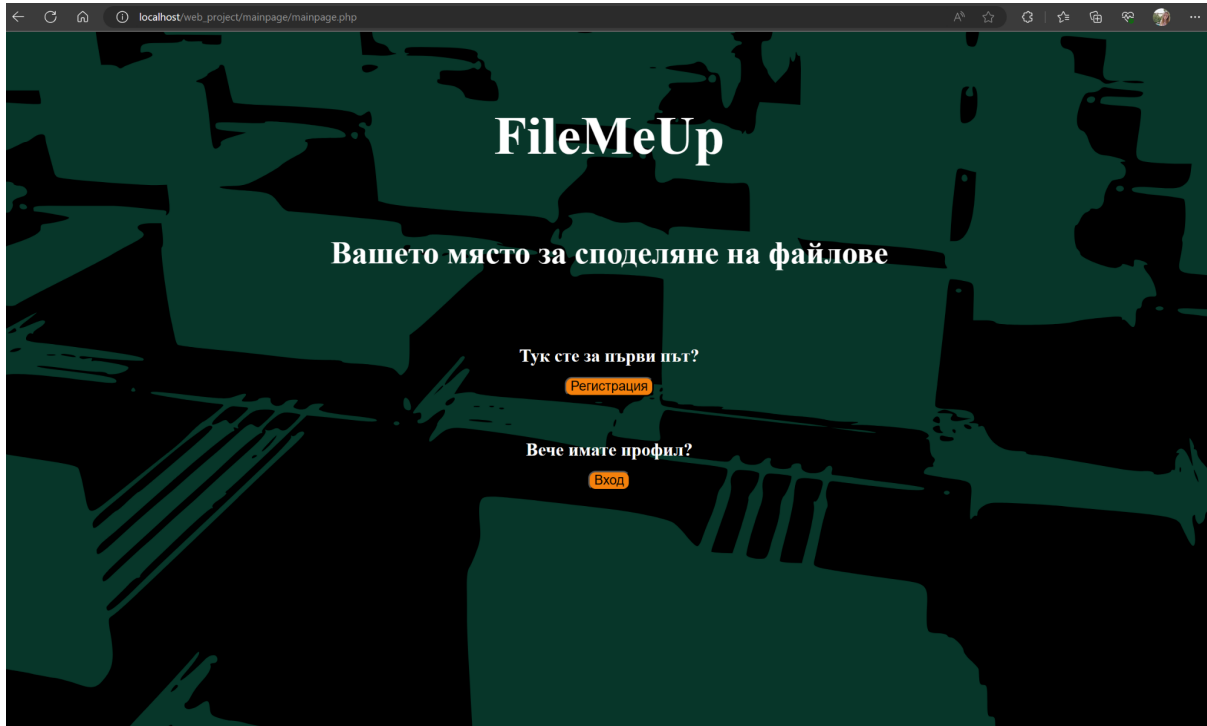 localhost/web_project/mainpage/mainpage.php
FileMeUp
Вашето място за споделяне на файлове
Тук сте за първи път?
Регистрация
Вече имате профил?
Вход